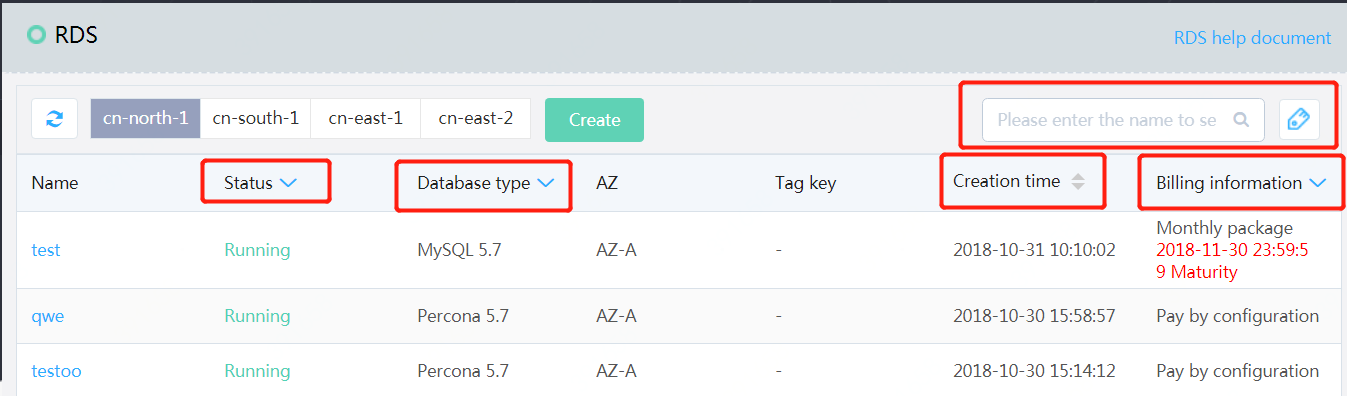 RDS
RDS help document
cn-north-1 cn-south-1 cn-east-1 cn-east-2 Create Please enter the name to se
Name Status Database type AZ Tag key Creation time Billing information
test Running MySQL 5.7 AZ-A - 2018-10-31 10:10:02 Monthly package
2018-11-30 23:59:5
9 Maturity
qwe Running Percona 5.7 AZ-A - 2018-10-30 15:58:57 Pay by configuration
testoo Running Percona 5.7 AZ-A - 2018-10-30 15:14:12 Pay by configuration